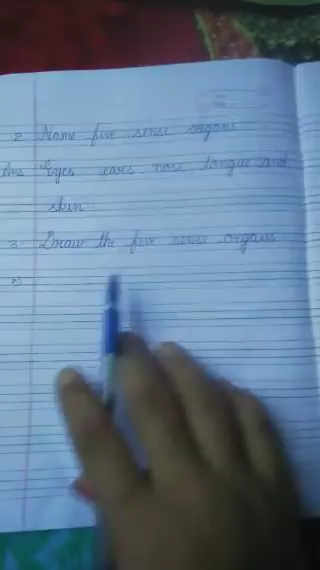 2 Name five sense organs
Ans Eyes ears nose tongue and
skin
3 Draw the five sense organs